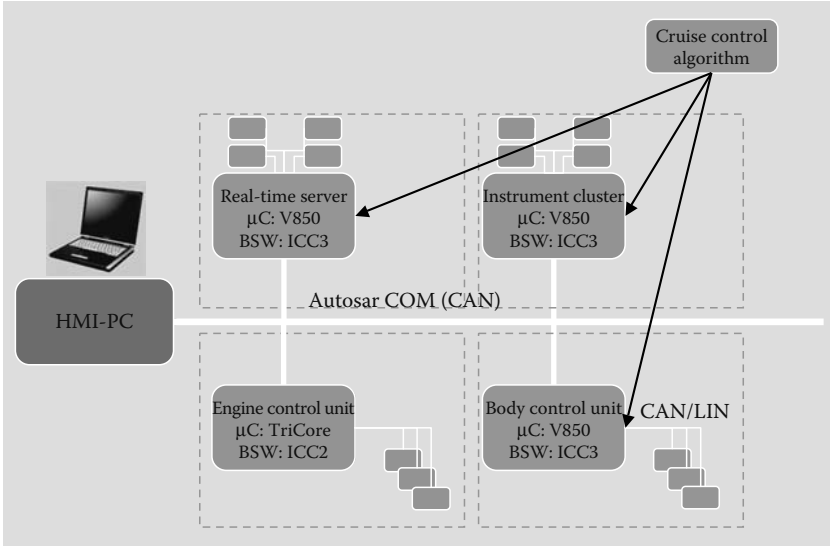 Cruise control
algorithm
Real-time server
µC: V850
BSW: ICC3
Instrument cluster
µC: V850
BSW: ICC3
Autosar COM (CAN)
HMI-PC
Engine control unit
µC: TriCore
BSW: ICC2
Body control unit
µC: V850
BSW: ICC3
CAN/LIN